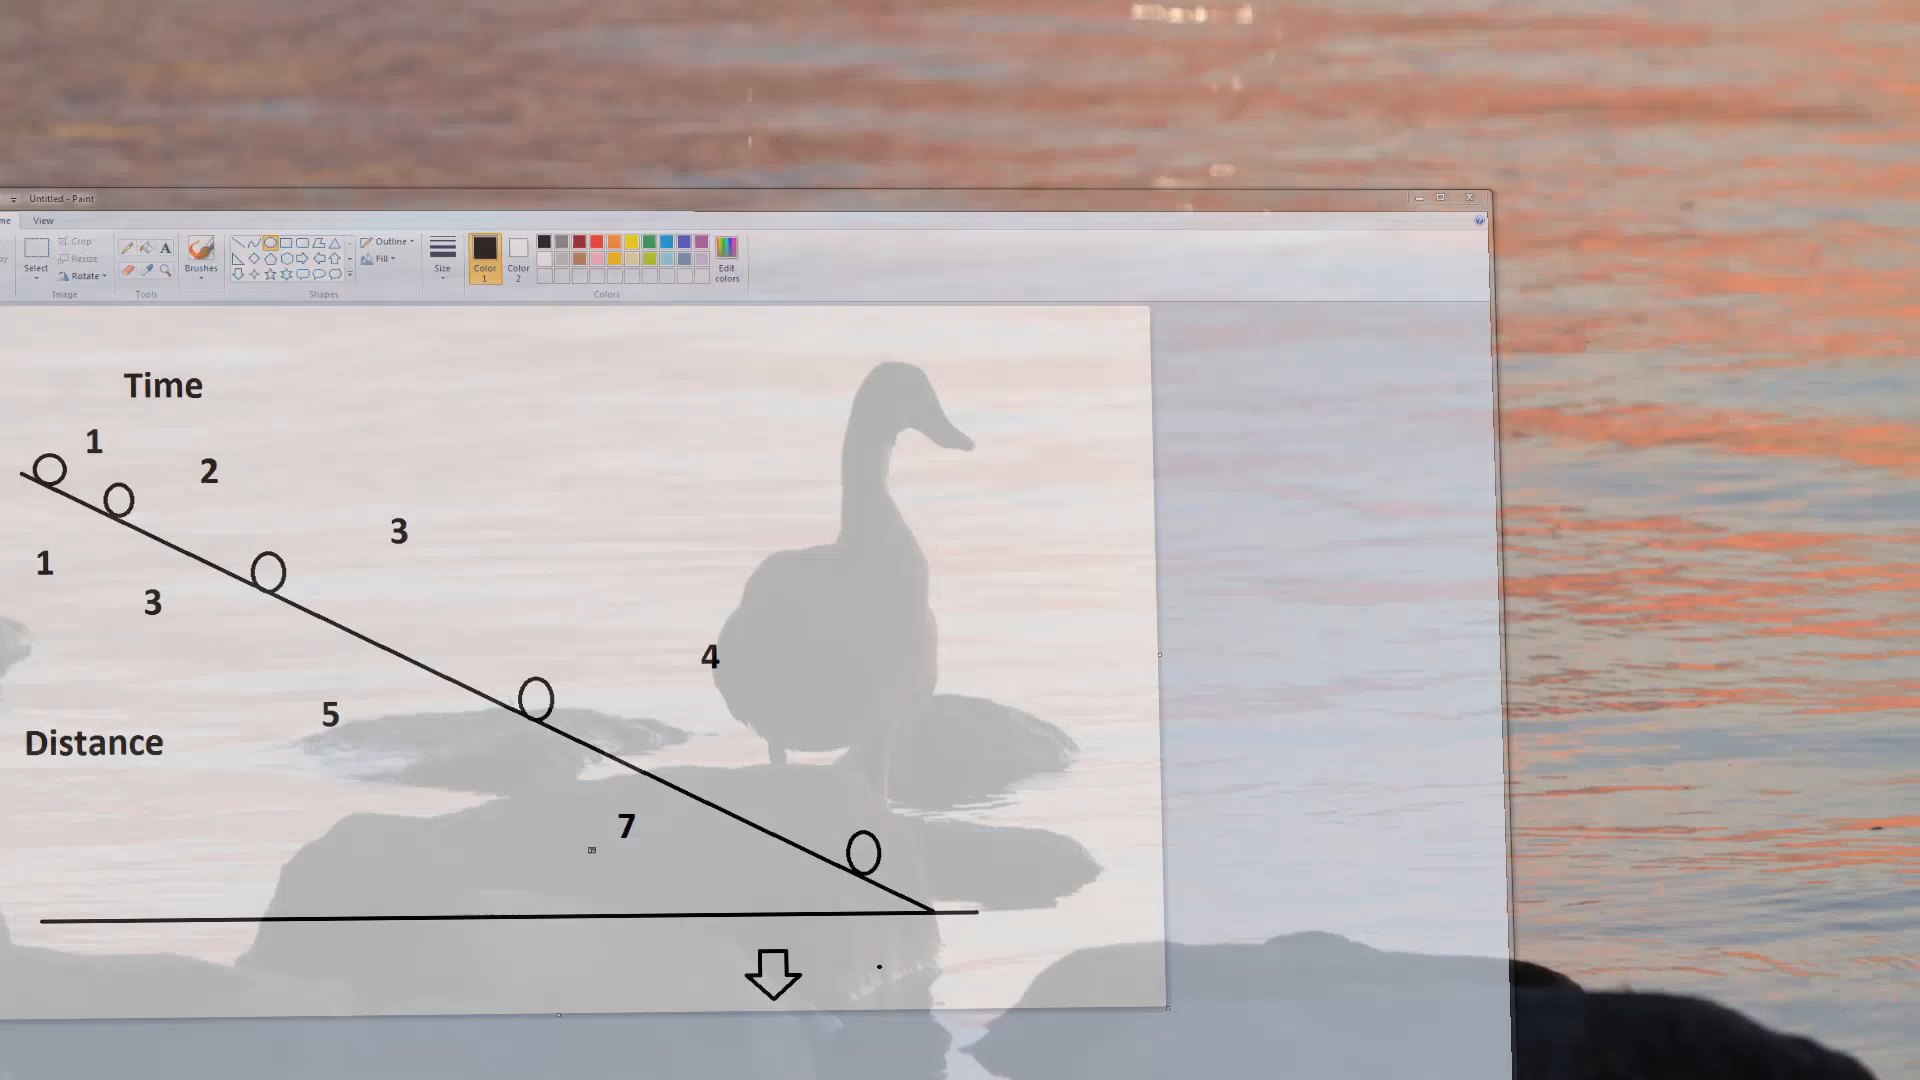 Untitled - Paint
View
Crop
Resize
Rotate
Select
Image
Tools
Brushes
Shapes
Outline
Fill
Size
Color
1
Color
2
Edit
colors
Colors
Time
1
2
3
1
3
4
5
Distance
7